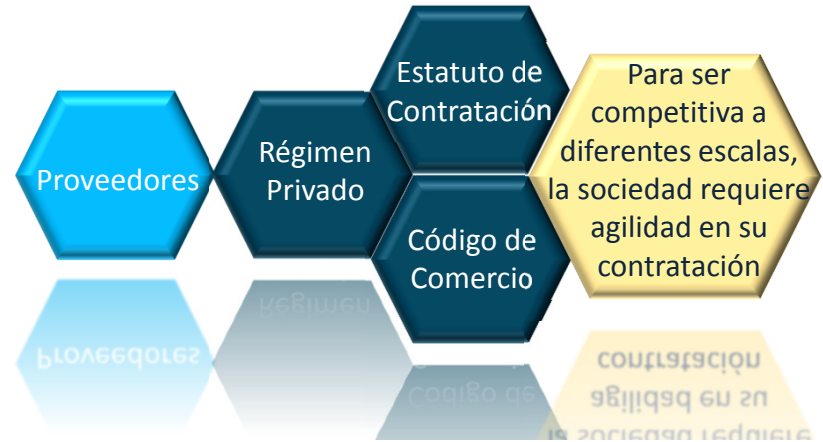 Proveedores
Régimen
Privado
Estatuto de
Contratación
Código de
Comercio
Para ser
competitiva a
diferentes escalas,
la sociedad requiere
agilidad en su
contratación